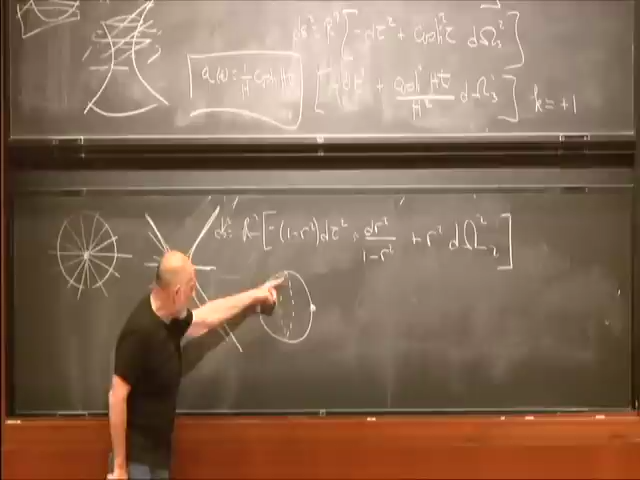 ds² = R²[-dτ² + cosh²τ dΩ₃²]
a(t) = 1/H cosh Ht
[-dt² + cosh² Ht/H² dΩ₃²] k = +1
ds² = R²[-(1-r²)dτ² + dr²/1-r² + r² dΩ₂²]